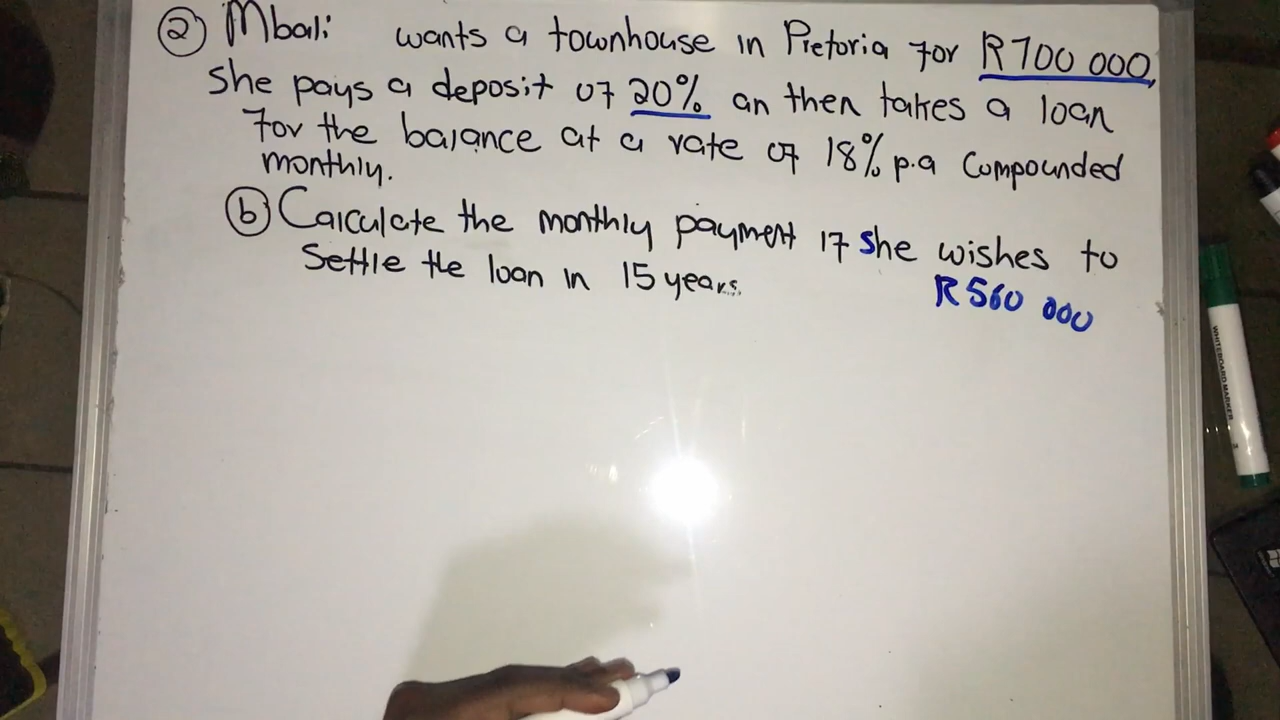 ② Mbali wants a townhouse in Pretoria for R700 000,
she pays a deposit of 20% an then takes a loan
for the balance at a rate of 18% p.a compounded
monthly.
ⓑ Calculate the monthly payment if she wishes to
settle the loan in 15 years.
R560 000
WHITEBOARD MARKER